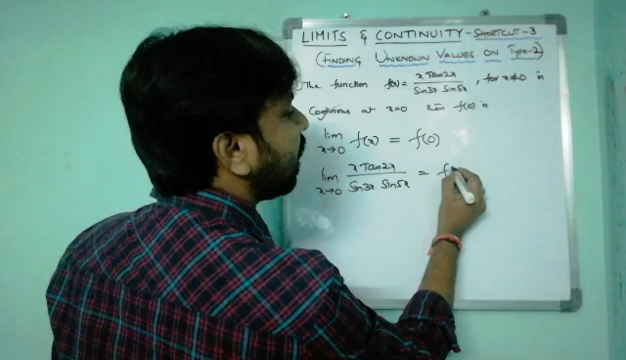 LIMITS & CONTINUITY-SHORTCUT-3
(FINDING UNKNOWN VALUES ON TYPE-2)
The function f(x) = x Tan2x / Sin3x Sin5x , for x≠0 is
Continuous at x=0 then f(0) is
lim x→0 f(x) = f(0)
lim x→0 x Tan2x / Sin3x Sin5x = f